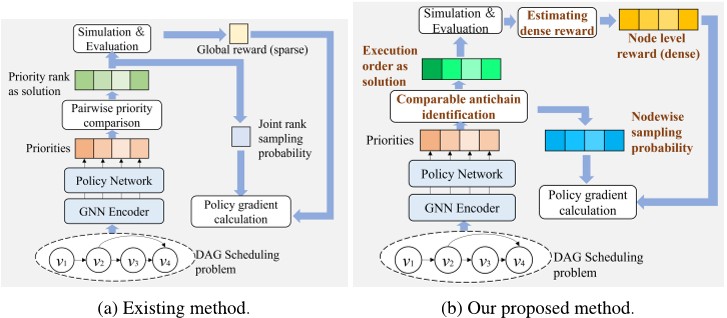 Simulation &
Evaluation
Global reward (sparse)
Priority rank
as solution
Pairwise priority
comparison
Joint rank
sampling
probability
Priorities
Policy Network
GNN Encoder
Policy gradient
calculation
v1
v2
v3
v4
DAG Scheduling
problem
(a) Existing method.
Simulation &
Evaluation
Estimating
dense reward
Node level
reward (dense)
Execution
order as
solution
Comparable antichain
identification
Nodewise
sampling
probability
Priorities
Policy Network
GNN Encoder
Policy gradient
calculation
v1
v2
v3
v4
DAG Scheduling
problem
(b) Our proposed method.